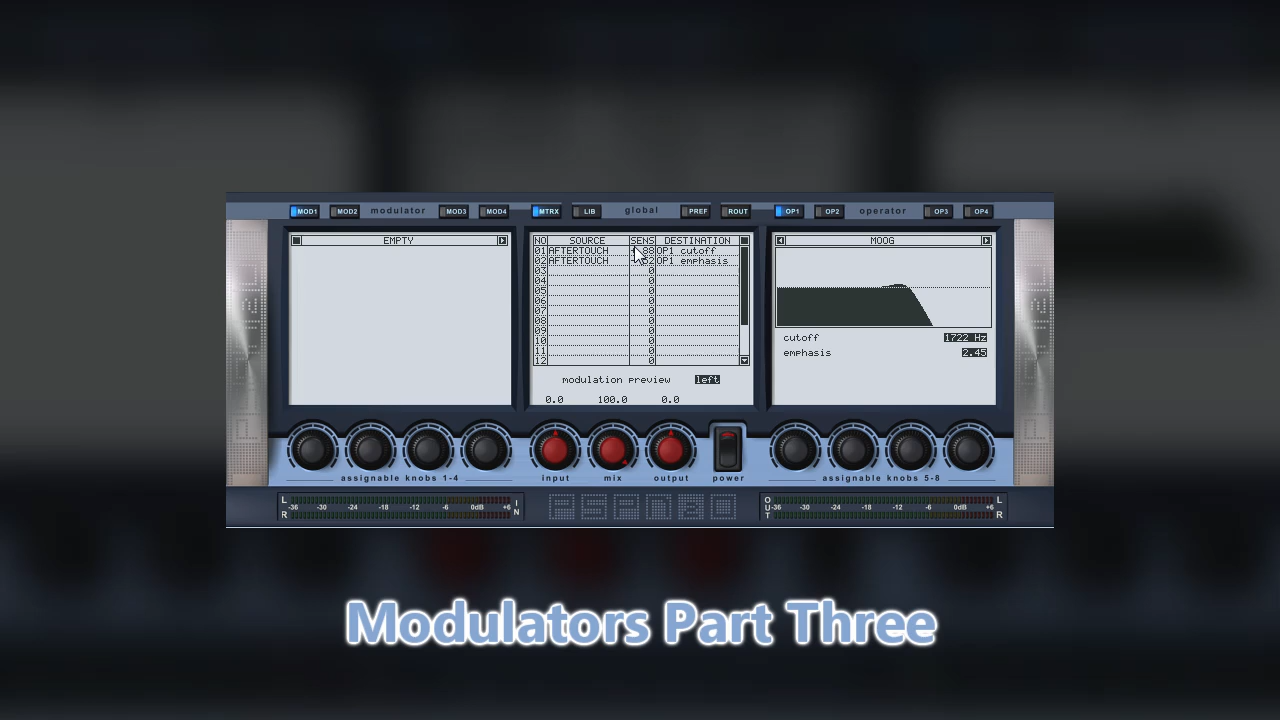 MOD1 MOD2 modulator MOD3 MOD4 MTRX LIB global PREF ROUT OP1 OP2 operator OP3 OP4
EMPTY
NO SOURCE SENS DESTINATION
01 AFTERTOUCH 88 OP1 cutoff
02 AFTERTOUCH 52 OP1 emphasis
03 0
04 0
05 0
06 0
07 0
08 0
09 0
10 0
11 0
12 0
modulation preview left
0.0 100.0 0.0
MOOG
cutoff 1722 Hz
emphasis 2.45
assignable knobs 1-4 input mix output power assignable knobs 5-8
L R -36 -30 -24 -18 -12 -6 0dB +6 IN
OUT -36 -30 -24 -18 -12 -6 0dB +6 L R
Modulators Part Three